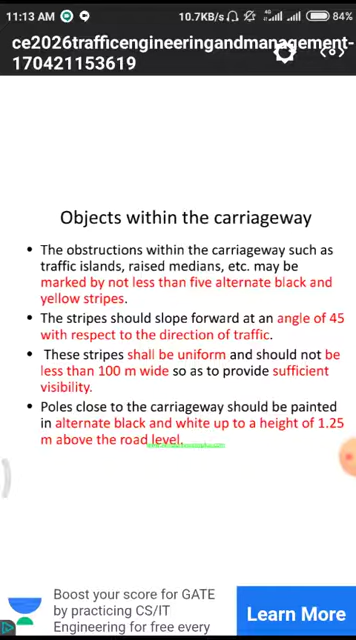 11:13 AM
10.7KB/s
4G
84%
ce2026trafficengineeringandmanagement-
170421153619
Objects within the carriageway
• The obstructions within the carriageway such as
traffic islands, raised medians, etc. may be
marked by not less than five alternate black and
yellow stripes.
• The stripes should slope forward at an angle of 45
with respect to the direction of traffic.
• These stripes shall be uniform and should not be
less than 100 m wide so as to provide sufficient
visibility.
• Poles close to the carriageway should be painted
in alternate black and white up to a height of 1.25
m above the road level.
Boost your score for GATE
by practicing CS/IT
Engineering for free every
Learn More